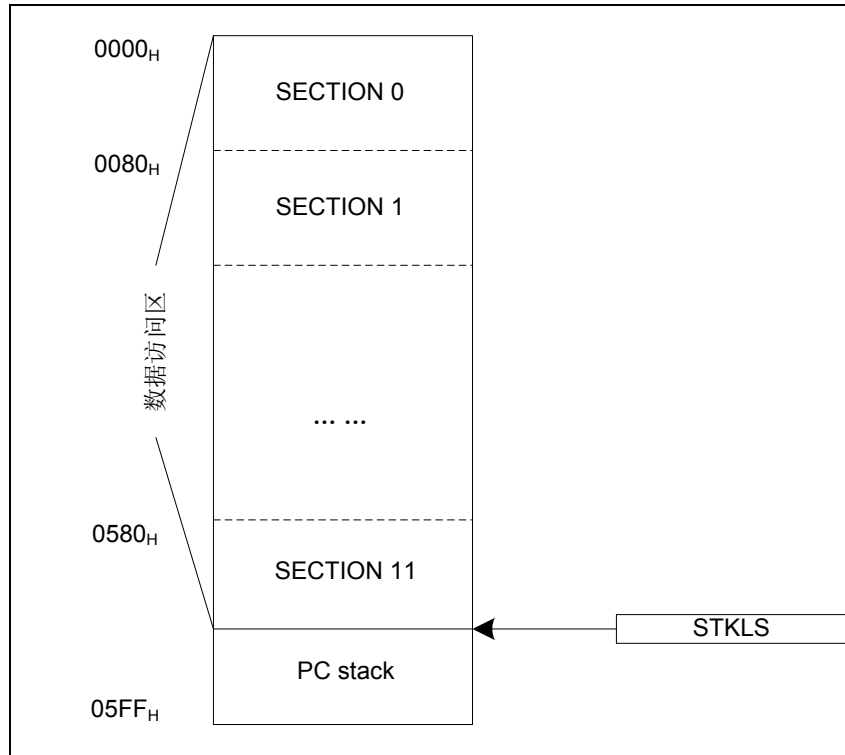 0000H
SECTION 0
0080H
SECTION 1
数据访问区
... ...
0580H
SECTION 11
STKLS
PC stack
05FFH